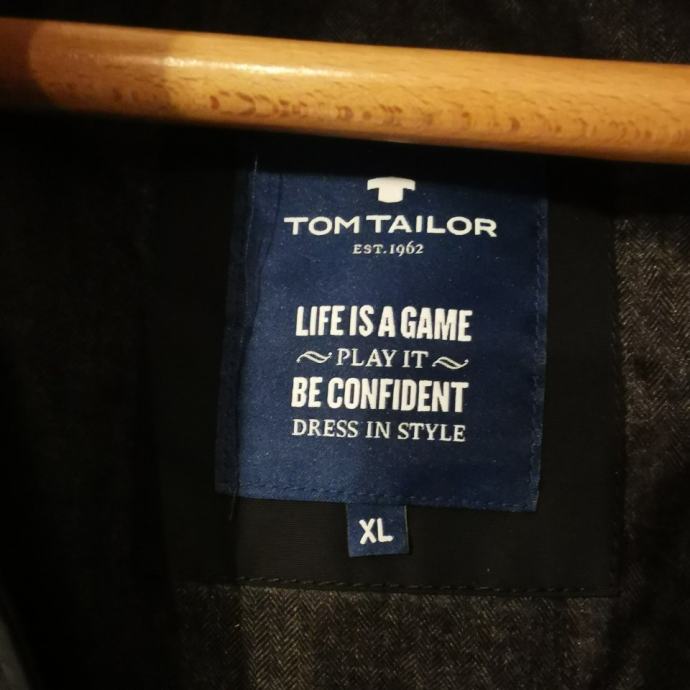 TOM TAILOR
EST. 1962
LIFE IS A GAME
~ PLAY IT ~
BE CONFIDENT
DRESS IN STYLE
XL